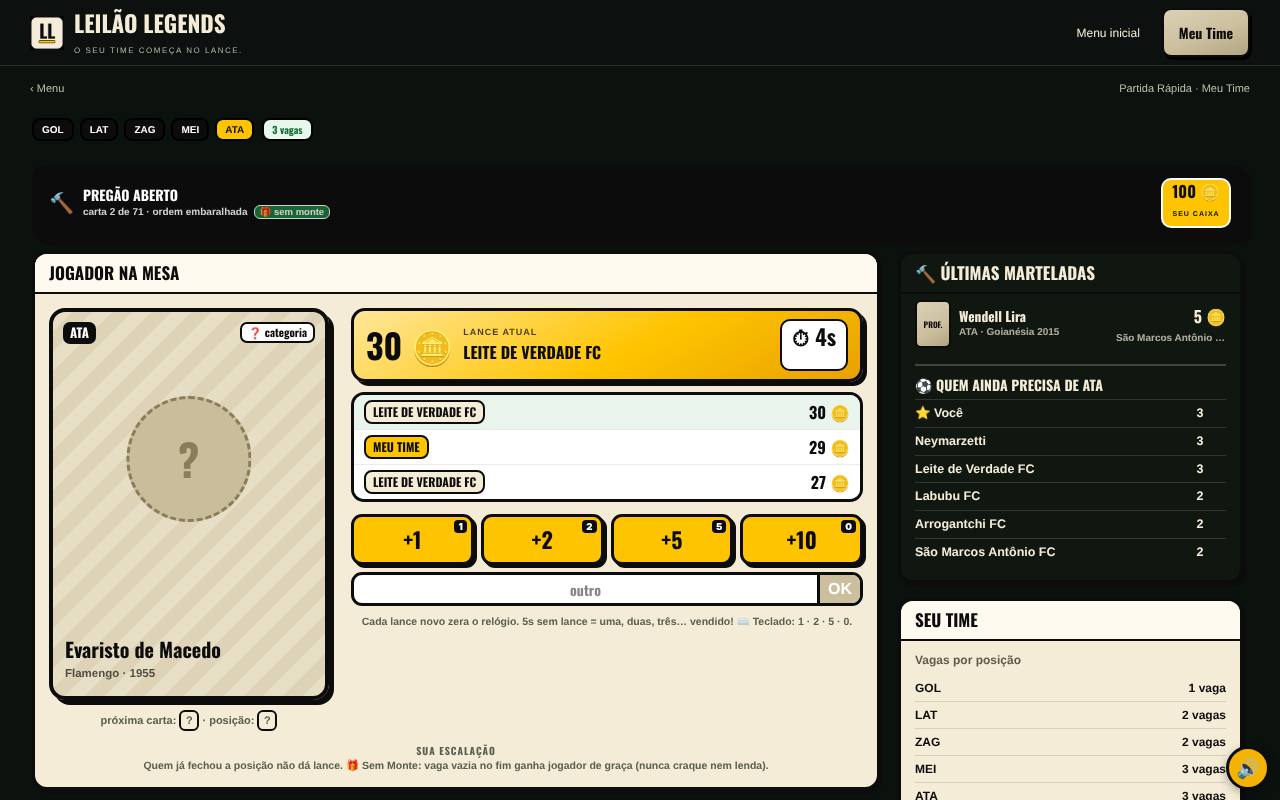 LL
LEILÃO LEGENDS
O SEU TIME COMEÇA NO LANCE.
Menu inicial
Meu Time
‹ Menu
Partida Rápida · Meu Time
GOL
LAT
ZAG
MEI
ATA
3 vagas
PREGÃO ABERTO
carta 2 de 71 · ordem embaralhada
🎁 sem monte
100
SEU CAIXA
JOGADOR NA MESA
ATA
❓ categoria
?
Evaristo de Macedo
Flamengo · 1955
próxima carta: ? · posição: ?
30
LANCE ATUAL
LEITE DE VERDADE FC
⏱ 4s
LEITE DE VERDADE FC 30
MEU TIME 29
LEITE DE VERDADE FC 27
+1 1
+2 2
+5 5
+10 0
outro
OK
Cada lance novo zera o relógio. 5s sem lance = uma, duas, três… vendido! ⌨️ Teclado: 1 · 2 · 5 · 0.
SUA ESCALAÇÃO
Quem já fechou a posição não dá lance. 🎁 Sem Monte: vaga vazia no fim ganha jogador de graça (nunca craque nem lenda).
🔨 ÚLTIMAS MARTELADAS
PROF.
Wendell Lira
ATA · Goianésia 2015
5
São Marcos Antônio …
⚽ QUEM AINDA PRECISA DE ATA
⭐ Você 3
Neymarzetti 3
Leite de Verdade FC 3
Labubu FC 2
Arrogantchi FC 2
São Marcos Antônio FC 2
SEU TIME
Vagas por posição
GOL 1 vaga
LAT 2 vagas
ZAG 2 vagas
MEI 3 vagas
ATA 3 vagas